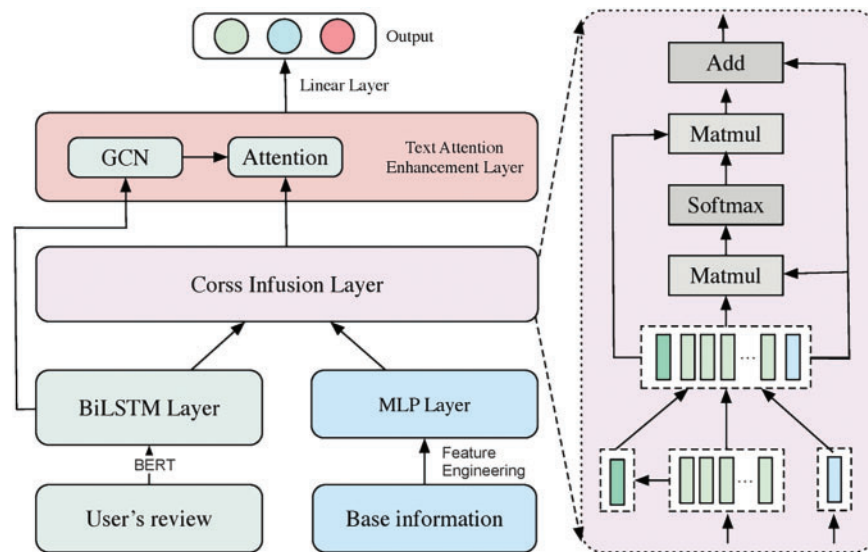 Output
Linear Layer
GCN
Attention
Text Attention
Enhancement Layer
Corss Infusion Layer
BiLSTM Layer
MLP Layer
BERT
Feature
Engineering
User's review
Base information
Add
Matmul
Softmax
Matmul
...
...